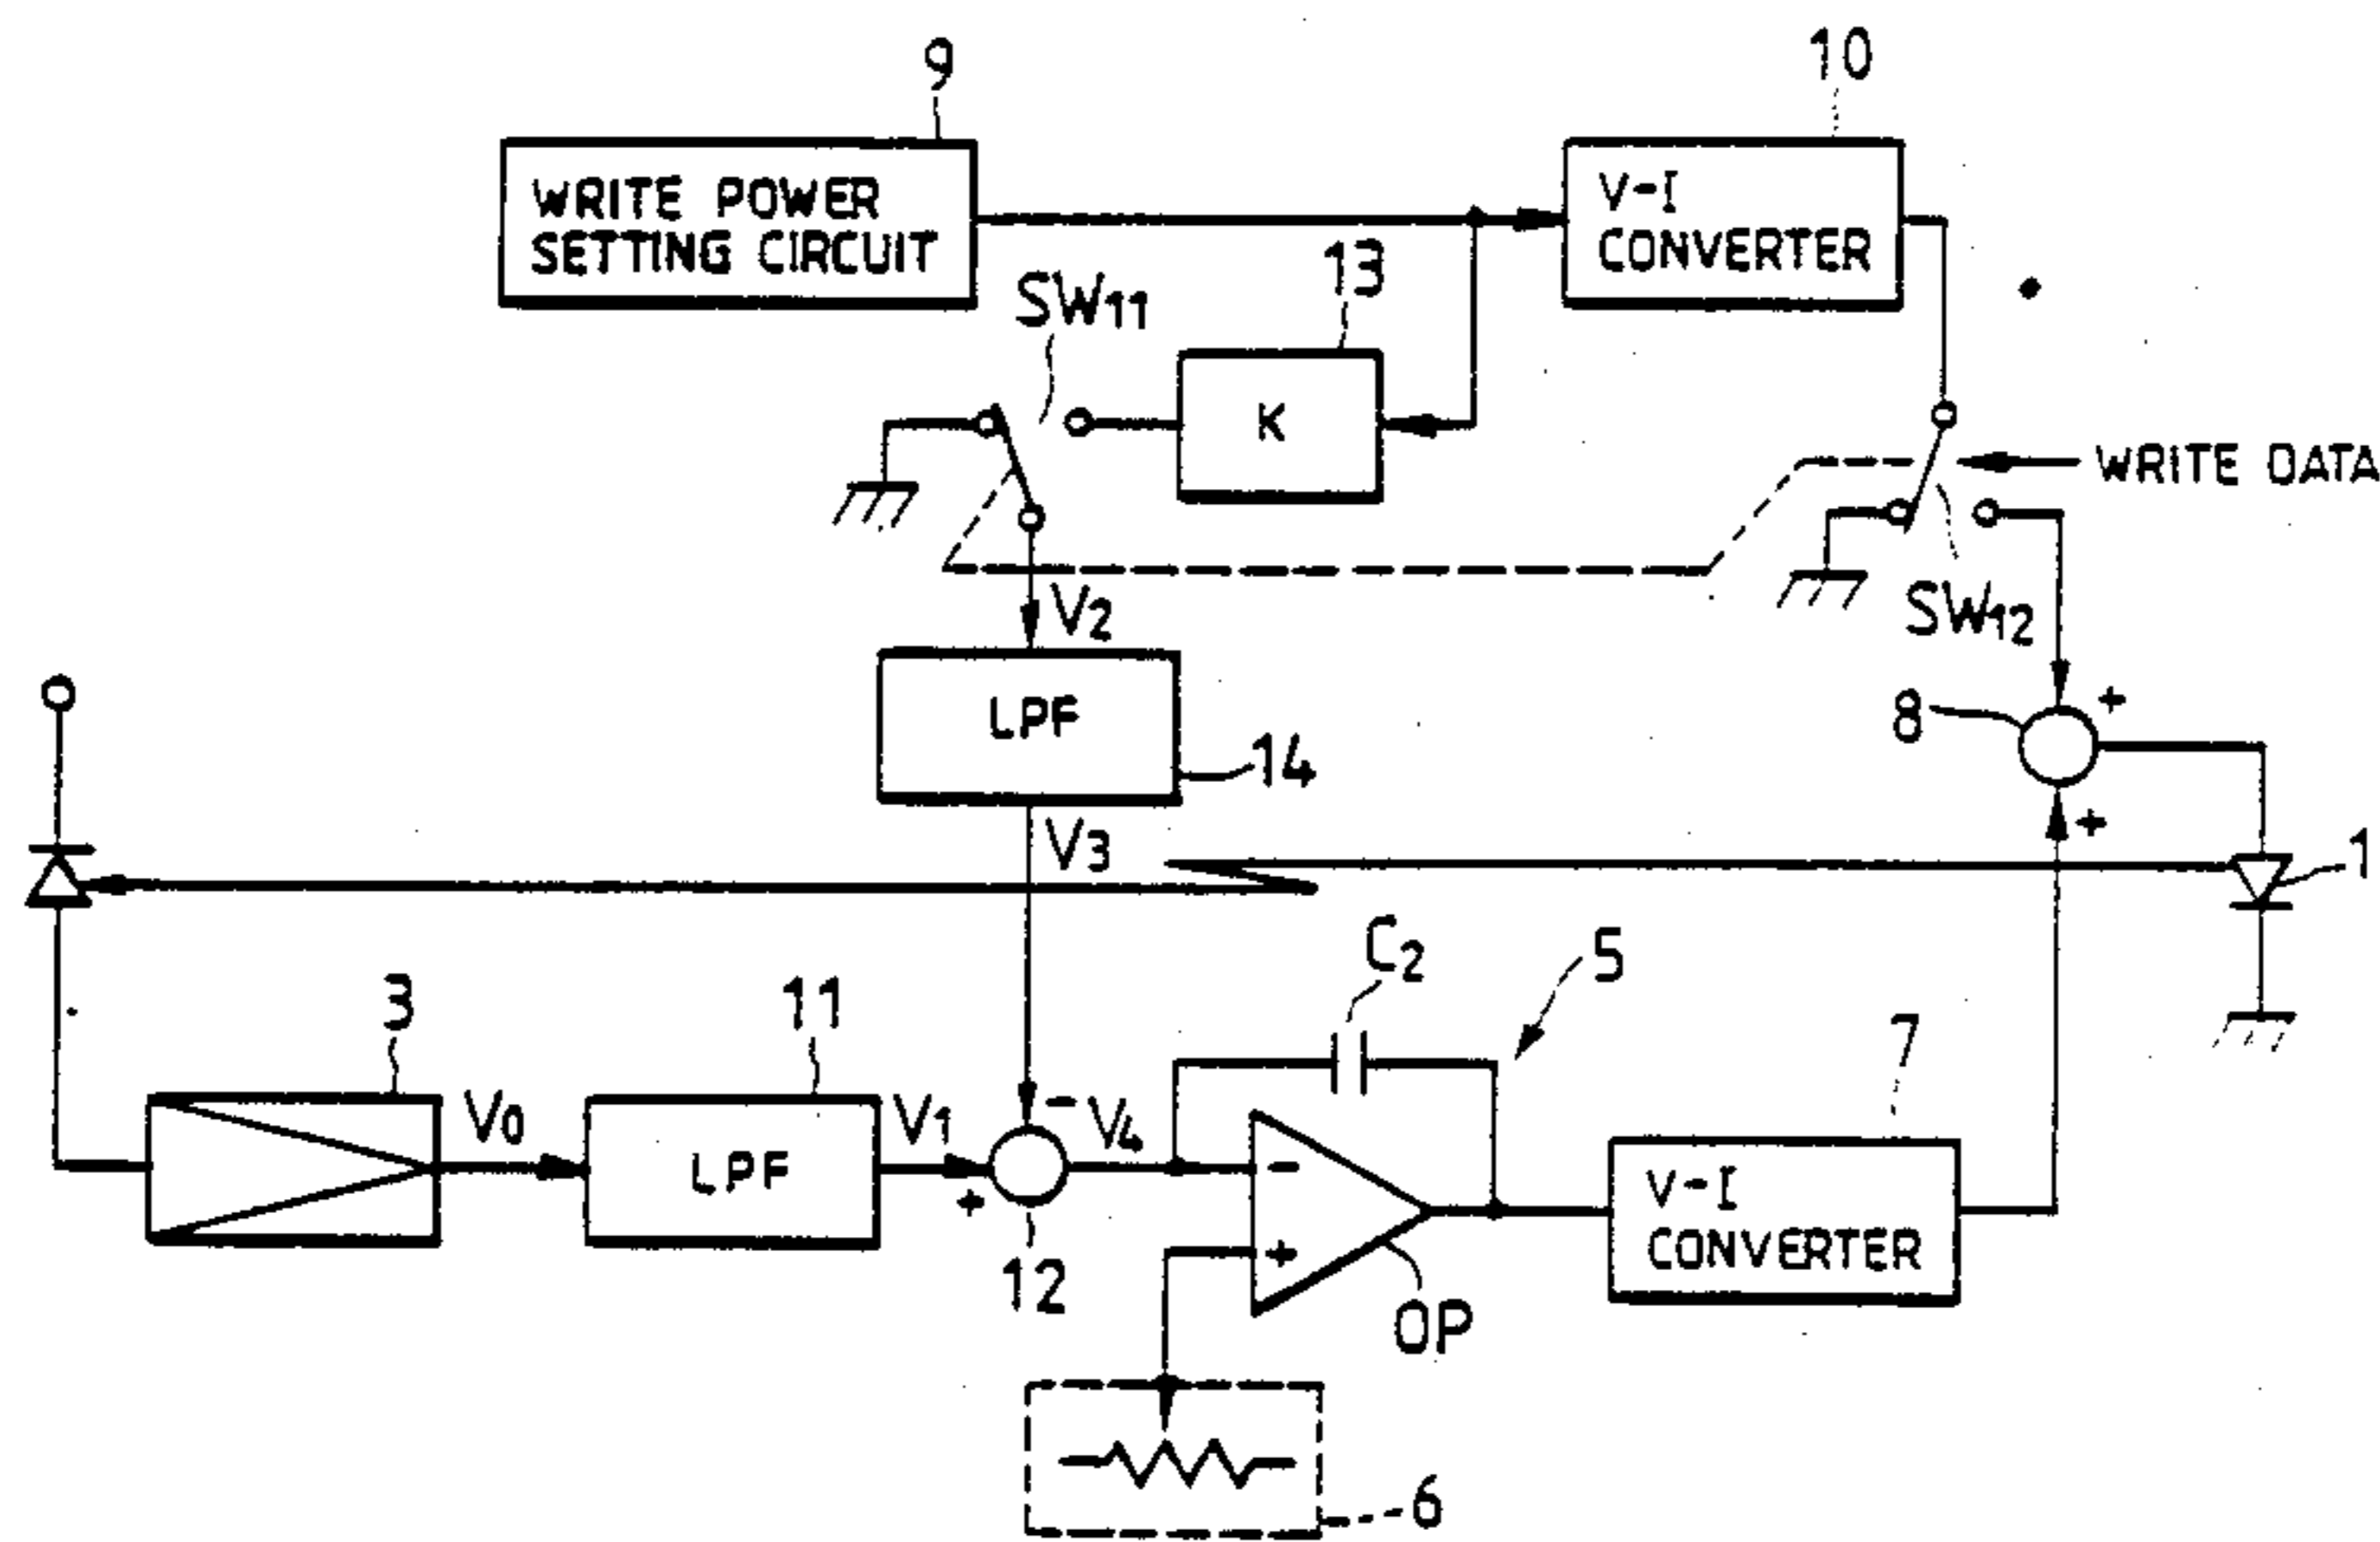 9
10
WRITE POWER
SETTING CIRCUIT
V-I
CONVERTER
SW11
13
K
WRITE DATA
V2
SW12
LPF
14
8
+
V3
+
1
C2
5
3
11
7
V0
V1
- V4
LPF
-
V-I
CONVERTER
+
+
12
OP
6